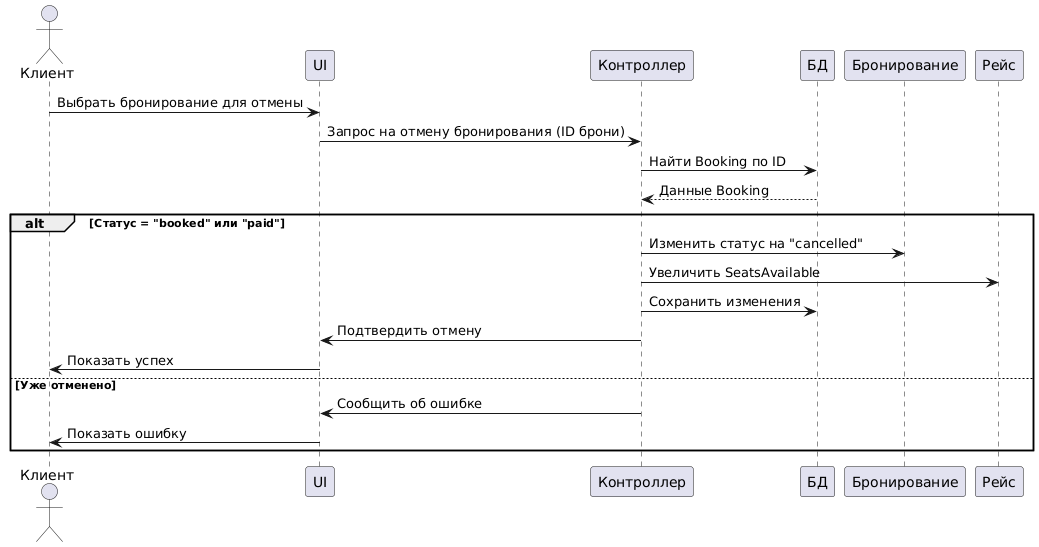 Клиент
UI
Контроллер
БД
Бронирование
Рейс
Выбрать бронирование для отмены
Запрос на отмену бронирования (ID брони)
Найти Booking по ID
Данные Booking
alt
[Статус = "booked" или "paid"]
Изменить статус на "cancelled"
Увеличить SeatsAvailable
Сохранить изменения
Подтвердить отмену
Показать успех
[Уже отменено]
Сообщить об ошибке
Показать ошибку
Клиент
UI
Контроллер
БД
Бронирование
Рейс